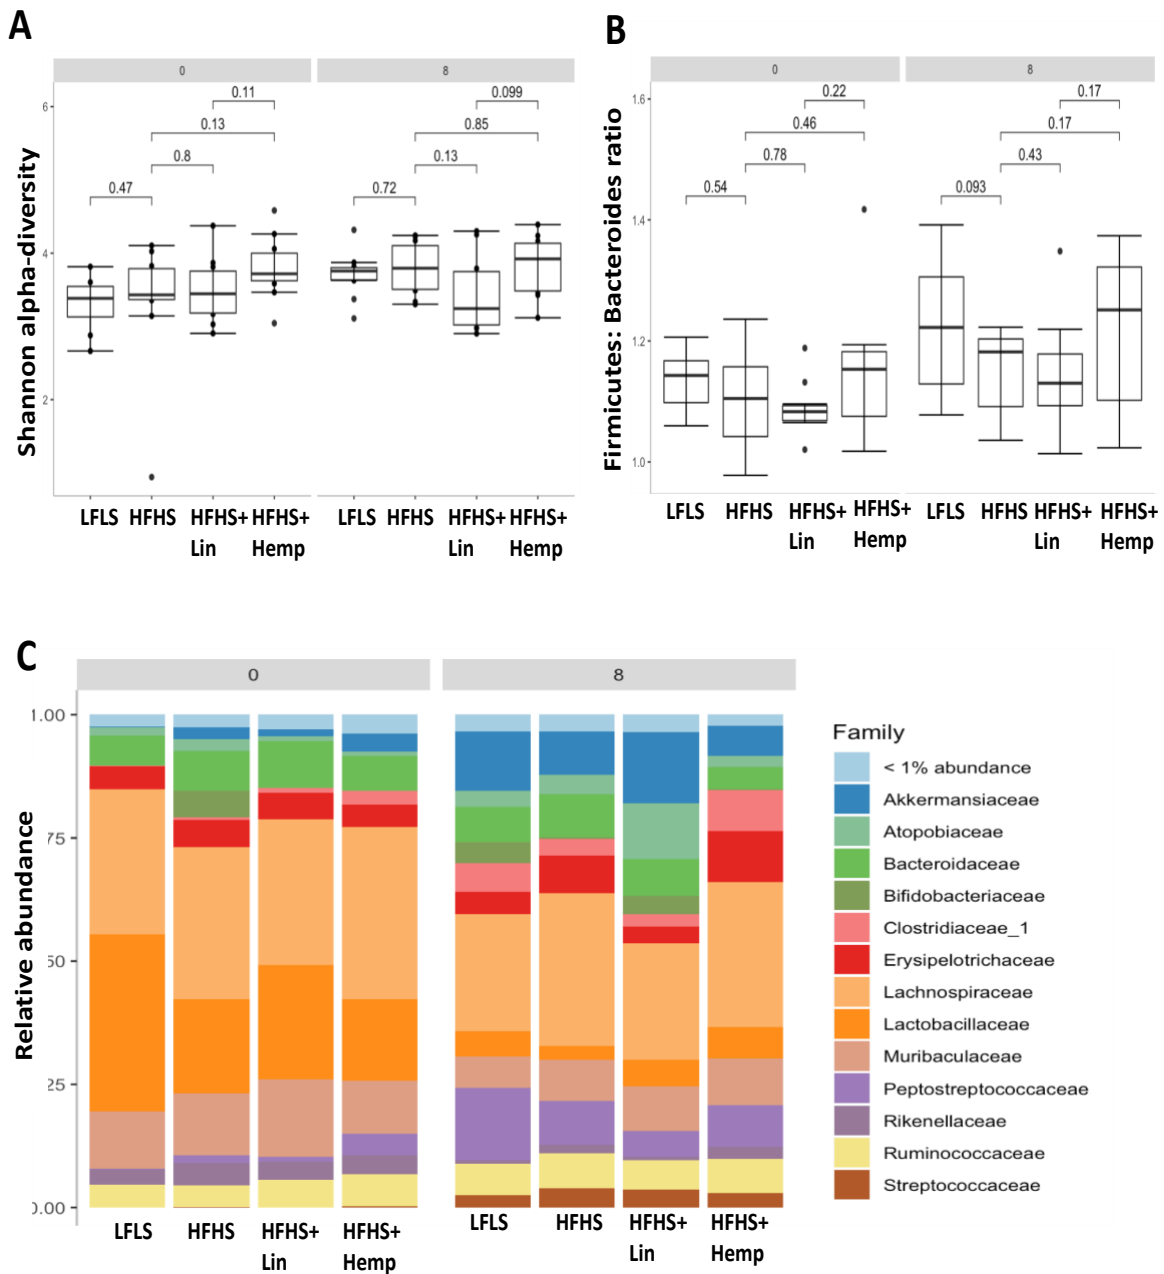 A
B
0
8
0
8
0.11
0.099
0.22
0.17
6
1.6
0.13
0.85
0.46
0.17
0.8
0.13
0.78
0.43
0.47
0.72
0.54
0.093
Shannon alpha-diversity
4
2
Firmicutes: Bacteroides ratio
1.4
1.2
1.0
LFLS HFHS HFHS+ HFHS+
Lin Hemp
LFLS HFHS HFHS+ HFHS+
Lin Hemp
LFLS HFHS HFHS+ HFHS+
Lin Hemp
LFLS HFHS HFHS+ HFHS+
Lin Hemp
C
0
8
1.00
75
50
25
0.00
Relative abundance
LFLS HFHS HFHS+ HFHS+
Lin Hemp
LFLS HFHS HFHS+ HFHS+
Lin Hemp
Family
< 1% abundance
Akkermansiaceae
Atopobiaceae
Bacteroidaceae
Bifidobacteriaceae
Clostridiaceae_1
Erysipelotrichaceae
Lachnospiraceae
Lactobacillaceae
Muribaculaceae
Peptostreptococcaceae
Rikenellaceae
Ruminococcaceae
Streptococcaceae